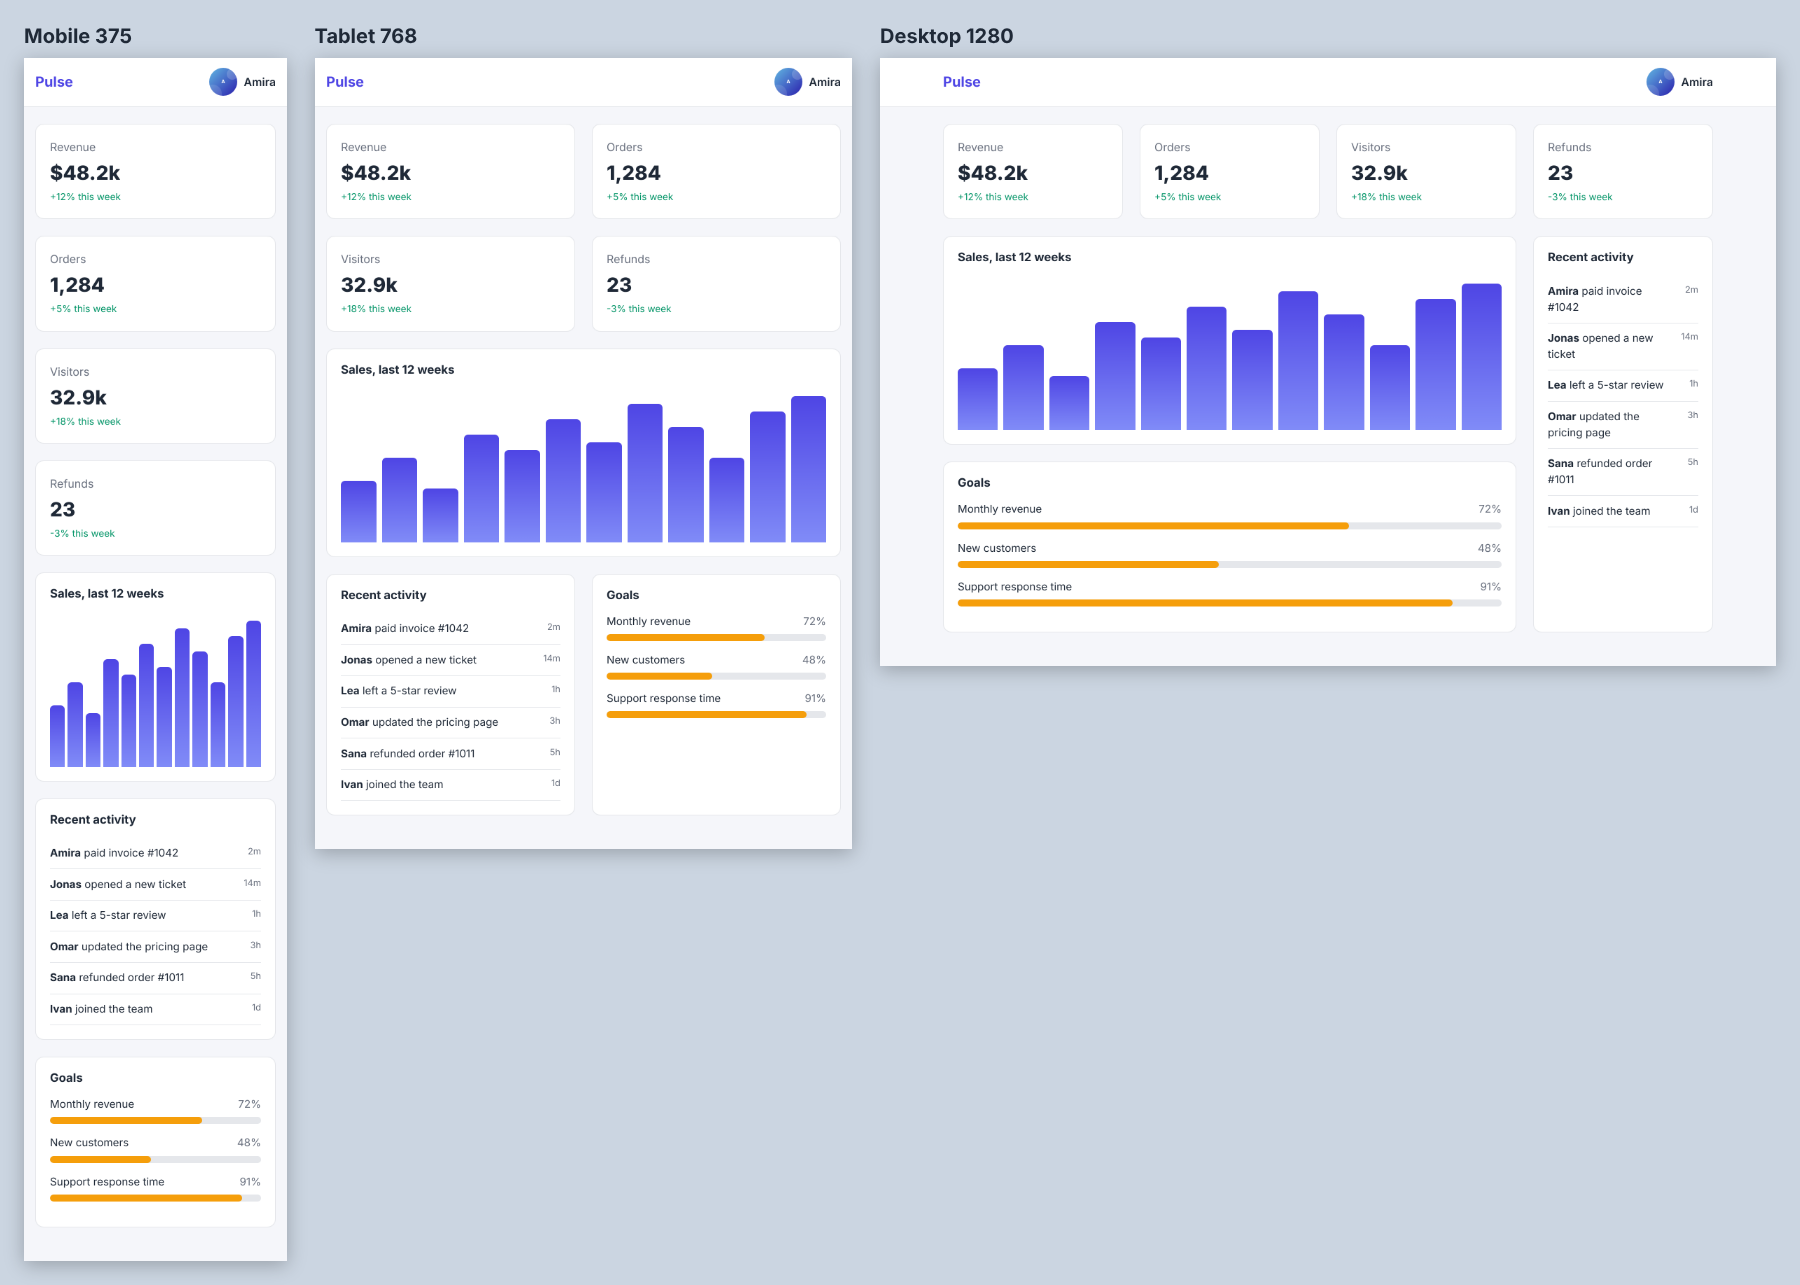 Mobile 375
Pulse
A
Amira
Revenue
$48.2k
+12% this week
Orders
1,284
+5% this week
Visitors
32.9k
+18% this week
Refunds
23
-3% this week
Sales, last 12 weeks
Recent activity
Amira paid invoice #1042 2m
Jonas opened a new ticket 14m
Lea left a 5-star review 1h
Omar updated the pricing page 3h
Sana refunded order #1011 5h
Ivan joined the team 1d
Goals
Monthly revenue 72%
New customers 48%
Support response time 91%
Tablet 768
Pulse
A
Amira
Revenue
$48.2k
+12% this week
Orders
1,284
+5% this week
Visitors
32.9k
+18% this week
Refunds
23
-3% this week
Sales, last 12 weeks
Recent activity
Amira paid invoice #1042 2m
Jonas opened a new ticket 14m
Lea left a 5-star review 1h
Omar updated the pricing page 3h
Sana refunded order #1011 5h
Ivan joined the team 1d
Goals
Monthly revenue 72%
New customers 48%
Support response time 91%
Desktop 1280
Pulse
A
Amira
Revenue
$48.2k
+12% this week
Orders
1,284
+5% this week
Visitors
32.9k
+18% this week
Refunds
23
-3% this week
Sales, last 12 weeks
Recent activity
Amira paid invoice 2m
#1042
Jonas opened a new 14m
ticket
Lea left a 5-star review 1h
Omar updated the 3h
pricing page
Sana refunded order 5h
#1011
Ivan joined the team 1d
Goals
Monthly revenue 72%
New customers 48%
Support response time 91%